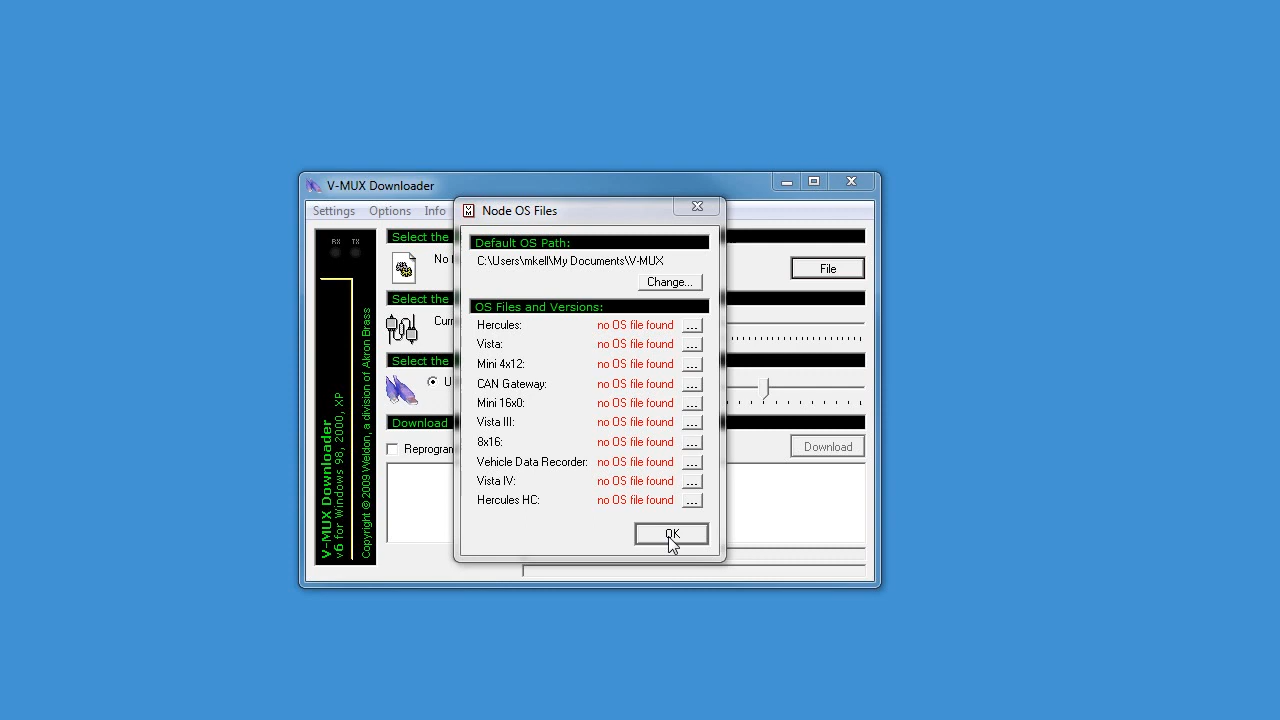 V-MUX Downloader
Settings Options Info
Node OS Files
RX TX
Select the
Default OS Path:
No
C:\Users\mkell\My Documents\V-MUX
File
Change...
Select the
OS Files and Versions:
Curr
Hercules: no OS file found ...
Vista: no OS file found ...
Select the
Mini 4x12: no OS file found ...
U
CAN Gateway: no OS file found ...
Mini 16x0: no OS file found ...
Download
Vista III: no OS file found ...
8x16: no OS file found ...
Reprogram
Download
Vehicle Data Recorder: no OS file found ...
Vista IV: no OS file found ...
Hercules HC: no OS file found ...
OK
V-MUX Downloader
v6 for Windows 98, 2000, XP
Copyright © 2009 Weldon, a division of Akron Brass